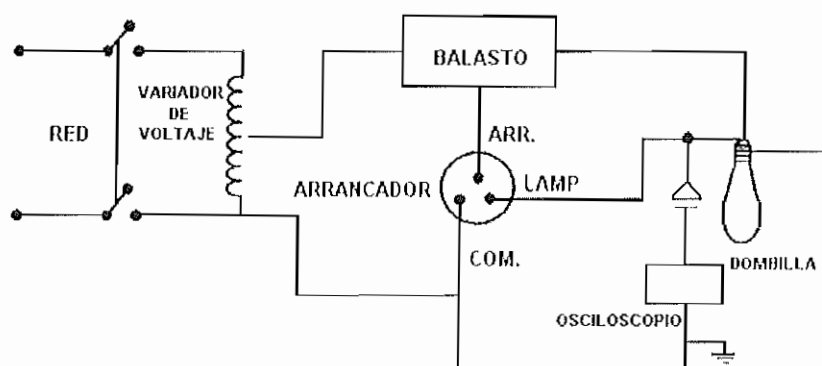 BALASTO
VARIADOR
DE
VOLTAJE
RED
ARR.
ARRANCADOR
LAMP
COM.
DOMBILLA
OSCILOSCOPIO